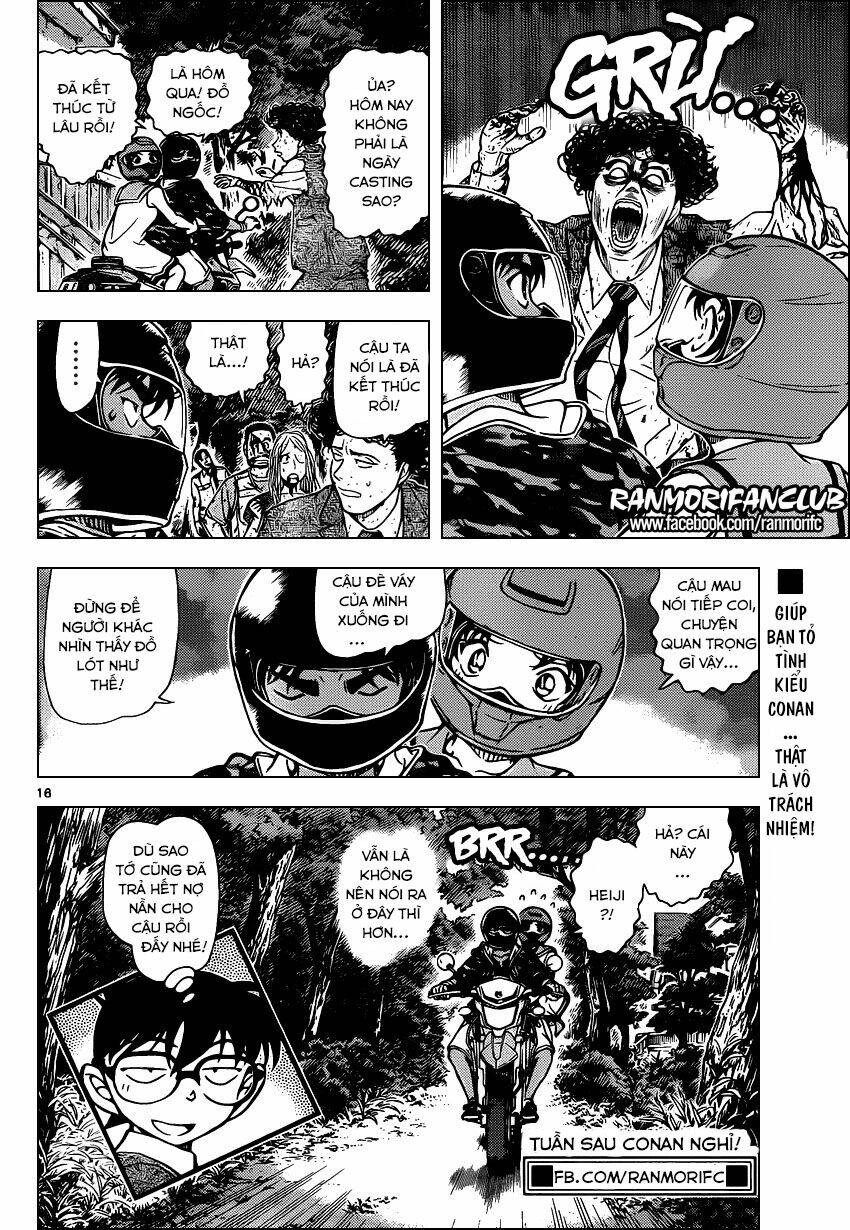 GRỪ...
RANMORIFANCLUB
www.facebook.com/ranmorifc
ỦA?
HÔM NAY
KHÔNG
PHẢI LÀ
NGÀY
CASTING
SAO?
LÀ HÔM
QUA! ĐỒ
NGỐC!
ĐÃ KẾT
THÚC TỪ
LÂU RỒI!
CẬU TA
NÓI LÀ ĐÃ
KẾT THÚC
RỒI!
HẢ?
THẬT
LÀ...!
......
CẬU MAU
NÓI TIẾP COI,
CHUYỆN
QUAN TRỌNG
GÌ VẬY...
CẬU ĐÈ VÁY
CỦA MÌNH
XUỐNG ĐI
...
ĐỪNG ĐỂ
NGƯỜI KHÁC
NHÌN THẤY ĐỒ
LÓT NHƯ
THẾ!
GIÚP
BẠN TỎ
TÌNH
KIỂU
CONAN
...
THẬT
LÀ VÔ
TRÁCH
NHIỆM!
16
HẢ? CÁI
NÀY
...
HEIJI
?!
BRR.....
VẪN LÀ
KHÔNG
NÊN NÓI RA
Ở ĐÂY THÌ
HƠN...
DÙ SAO
TỚ CŨNG ĐÃ
TRẢ HẾT NỢ
NẦN CHO
CẬU RỒI
ĐẤY NHÉ!
TUẦN SAU CONAN NGHỈ!
FB.COM/RANMORIFC